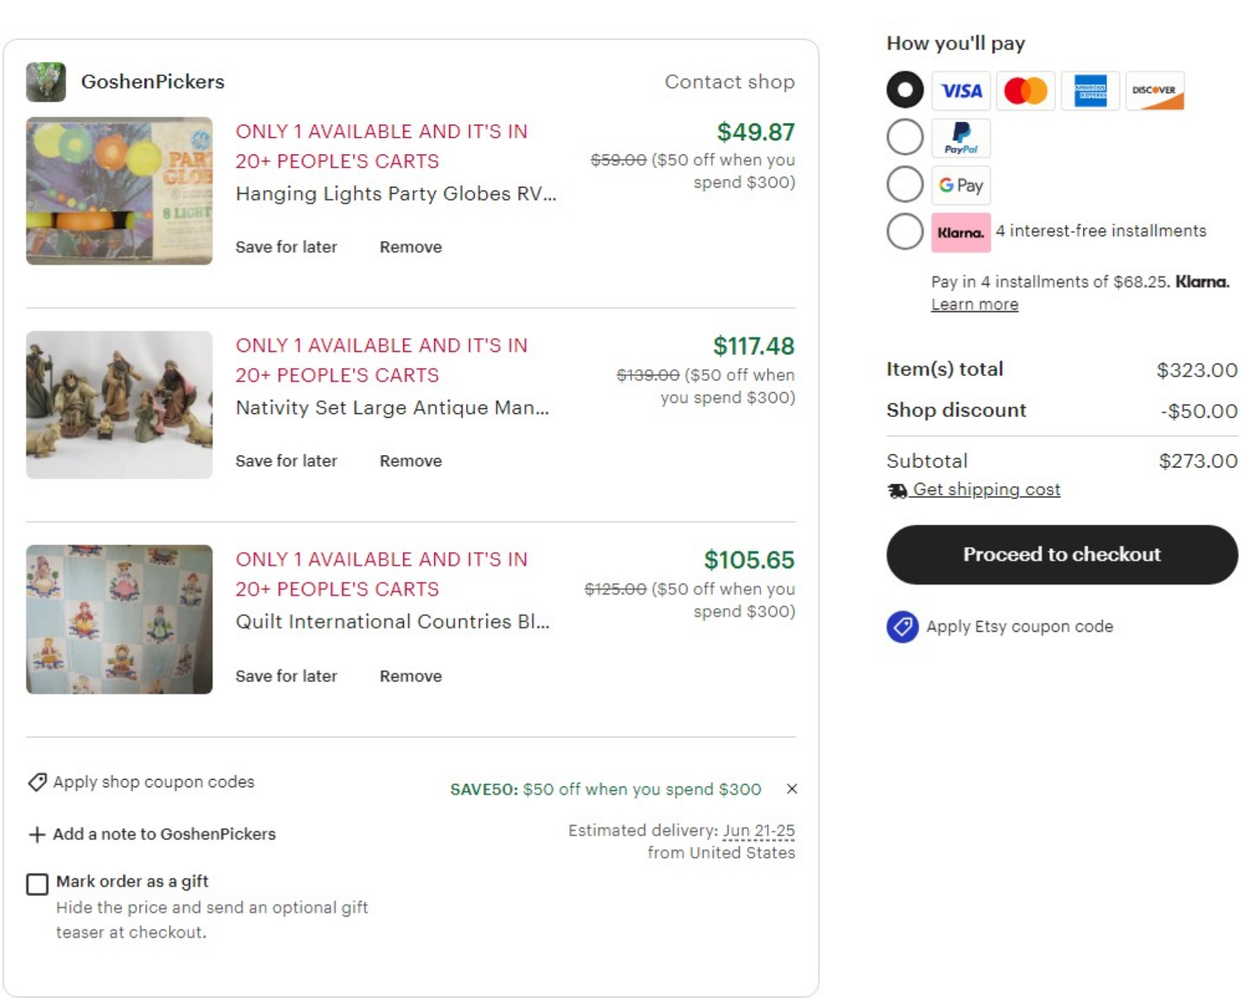 GoshenPickers
Contact shop
GE
PART
GLOB
8 LIGHT
ONLY 1 AVAILABLE AND IT'S IN
20+ PEOPLE'S CARTS
Hanging Lights Party Globes RV...
Save for later Remove
$49.87
$59.00 ($50 off when you
spend $300)
ONLY 1 AVAILABLE AND IT'S IN
20+ PEOPLE'S CARTS
Nativity Set Large Antique Man...
Save for later Remove
$117.48
$139.00 ($50 off when
you spend $300)
ONLY 1 AVAILABLE AND IT'S IN
20+ PEOPLE'S CARTS
Quilt International Countries Bl...
Save for later Remove
$105.65
$125.00 ($50 off when you
spend $300)
Apply shop coupon codes
SAVE50: $50 off when you spend $300 ×
+ Add a note to GoshenPickers
Estimated delivery: Jun 21-25
from United States
Mark order as a gift
Hide the price and send an optional gift
teaser at checkout.
How you'll pay
VISA AMERICAN EXPRESS DISCOVER
PayPal
G Pay
Klarna. 4 interest-free installments
Pay in 4 installments of $68.25. Klarna.
Learn more
Item(s) total $323.00
Shop discount -$50.00
Subtotal $273.00
Get shipping cost
Proceed to checkout
Apply Etsy coupon code